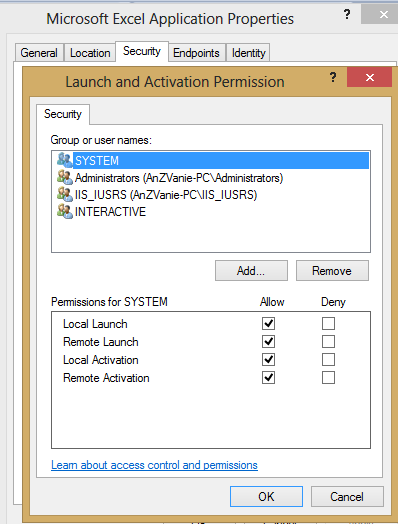 Microsoft Excel Application Properties
? X
General Location Security Endpoints Identity
Launch and Activation Permission
? X
Security
Group or user names:
SYSTEM
Administrators (AnZVanie-PC\Administrators)
IIS_IUSRS (AnZVanie-PC\IIS_IUSRS)
INTERACTIVE
Add... Remove
Permissions for SYSTEM Allow Deny
Local Launch
Remote Launch
Local Activation
Remote Activation
Learn about access control and permissions
OK Cancel